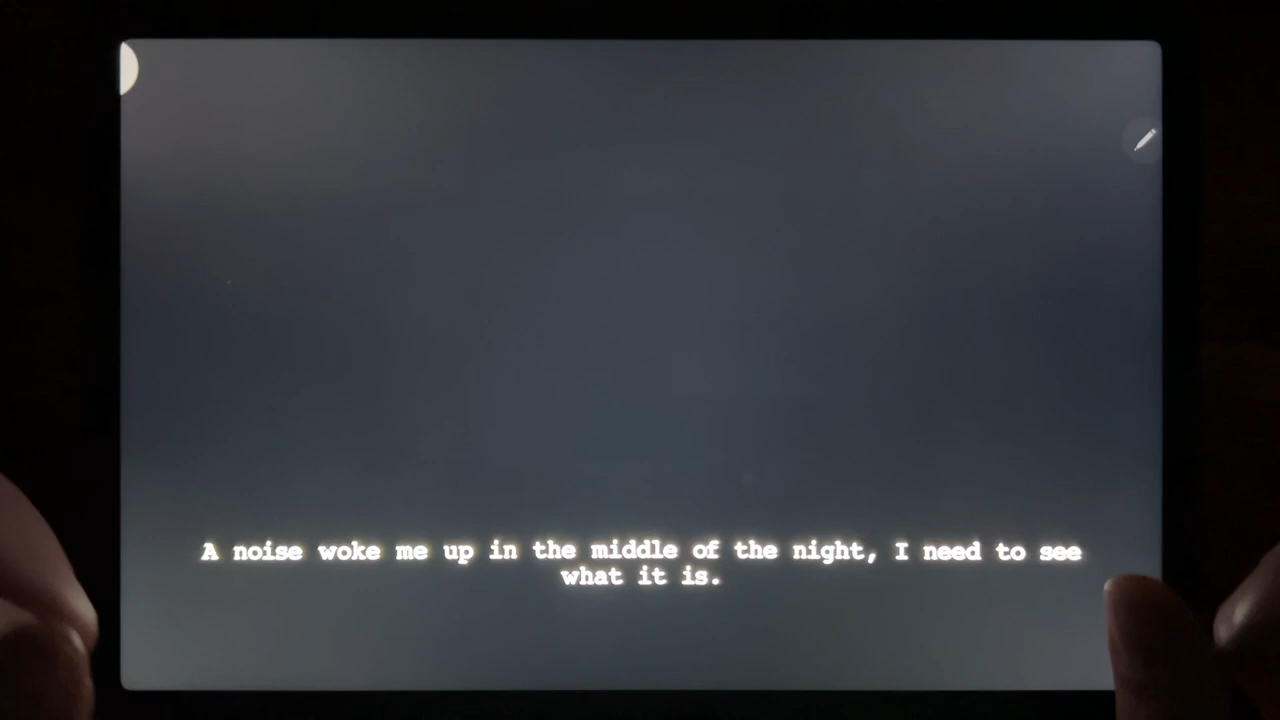 A noise woke me up in the middle of the night, I need to see
what it is.